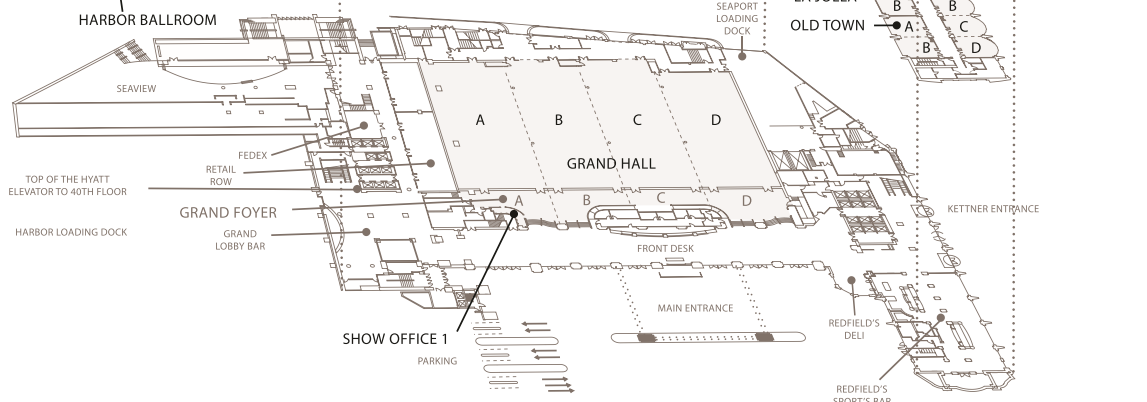 HARBOR BALLROOM
SEAPORT
LOADING
DOCK
OLD TOWN
B
B
A
C
B
D
SEAVIEW
A
B
C
D
GRAND HALL
FEDEX
RETAIL
ROW
TOP OF THE HYATT
ELEVATOR TO 40TH FLOOR
GRAND FOYER
A
B
C
D
KETTNER ENTRANCE
HARBOR LOADING DOCK
GRAND
LOBBY BAR
FRONT DESK
MAIN ENTRANCE
SHOW OFFICE 1
PARKING
REDFIELD'S
DELI
REDFIELD'S
SPORT'S BAR